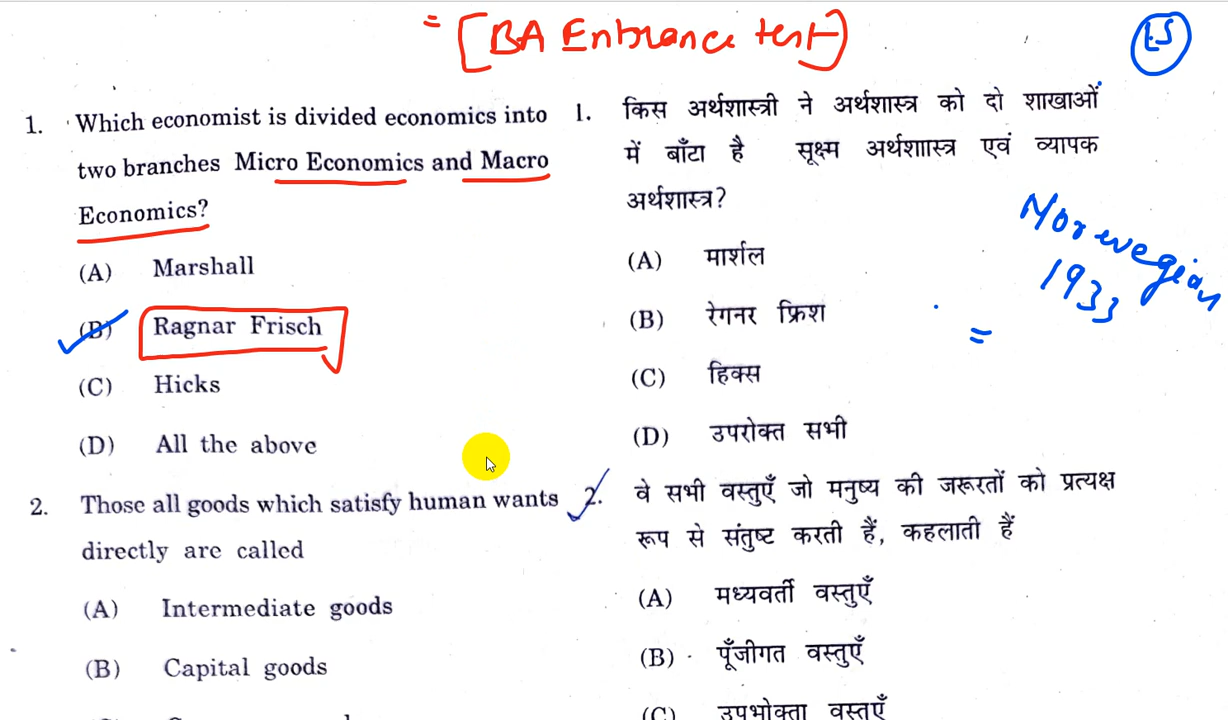 = [BA Entrance test]
ES
1. Which economist is divided economics into
two branches Micro Economics and Macro
Economics?
(A) Marshall
(B) Ragnar Frisch
(C) Hicks
(D) All the above
2. Those all goods which satisfy human wants
directly are called
(A) Intermediate goods
(B) Capital goods
1. किस अर्थशास्त्री ने अर्थशास्त्र को दो शाखाओं
में बाँटा है सूक्ष्म अर्थशाास्त्र एवं व्यापक
अर्थशास्त्र?
(A) मार्शल
(B) रेगनर फ्रिश
(C) हिक्स
(D) उपरोक्त सभी
2. वे सभी वस्तुएँ जो मनुष्य की जरूरतों को प्रत्यक्ष
रूप से संतुष्ट करती हैं, कहलाती हैं
(A) मध्यवर्ती वस्तुएँ
(B) पूँजीगत वस्तुएँ
(C) उपभोक्ता वस्तुएँ
Norwegian
1933
=